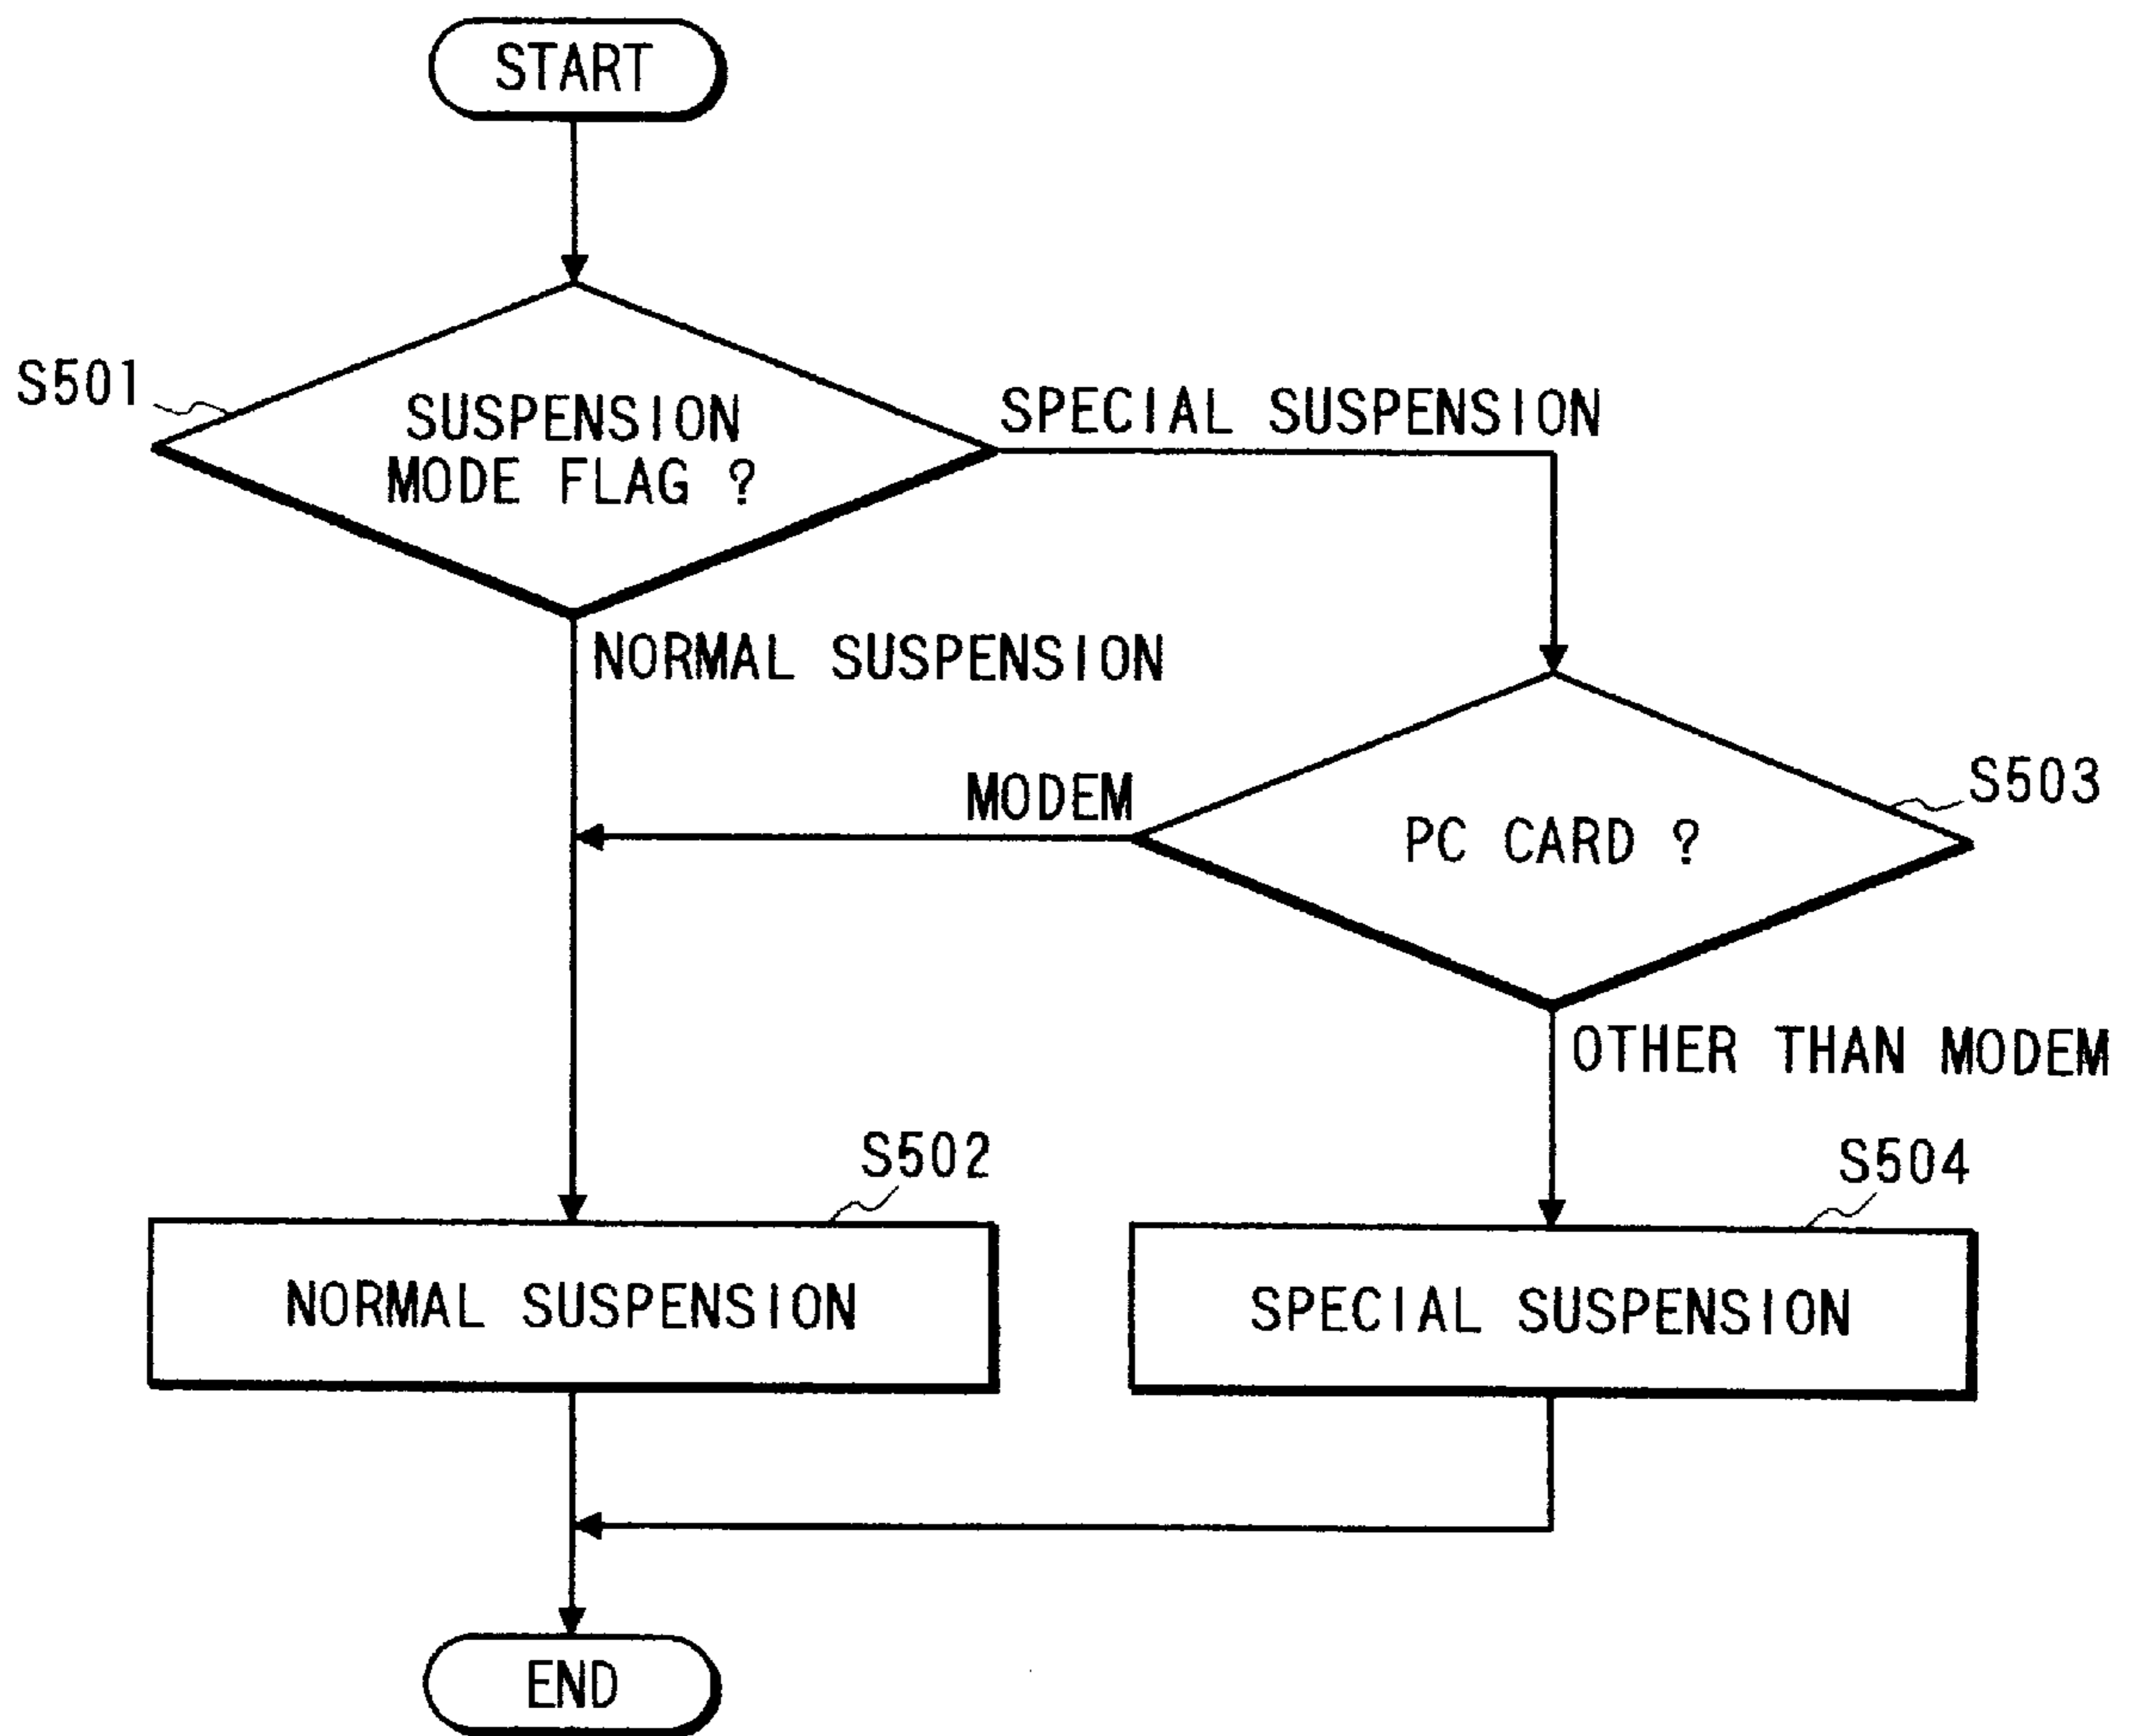 START
S501
SUSPENSION
MODE FLAG ?
SPECIAL SUSPENSION
NORMAL SUSPENSION
MODEM
S503
PC CARD ?
OTHER THAN MODEM
S502
S504
NORMAL SUSPENSION
SPECIAL SUSPENSION
END